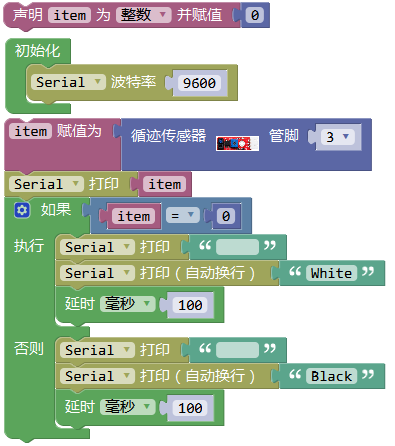 声明 item 为 整数 并赋值 0
初始化
Serial 波特率 9600
item 赋值为 循迹传感器 管脚 3
Serial 打印 item
如果 item = 0
执行 Serial 打印 “ ”
Serial 打印（自动换行） “ White ”
延时 毫秒 100
否则 Serial 打印 “ ”
Serial 打印（自动换行） “ Black ”
延时 毫秒 100